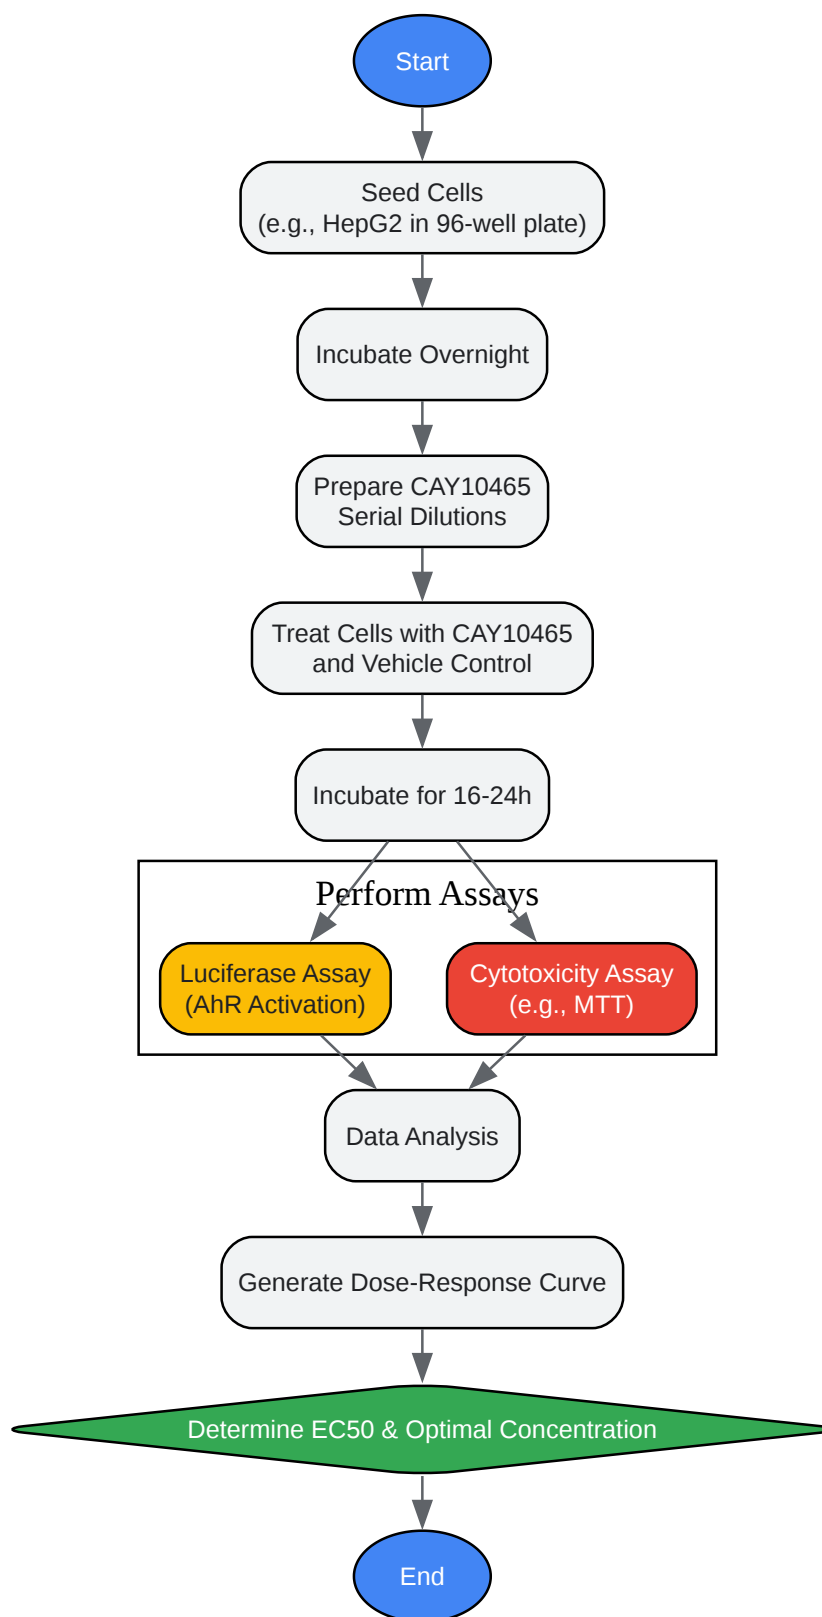 Start
Seed Cells
(e.g., HepG2 in 96-well plate)
Incubate Overnight
Prepare CAY10465
Serial Dilutions
Treat Cells with CAY10465
and Vehicle Control
Incubate for 16-24h
Perform Assays
Luciferase Assay
(AhR Activation)
Cytotoxicity Assay
(e.g., MTT)
Data Analysis
Generate Dose-Response Curve
Determine EC50 & Optimal Concentration
End